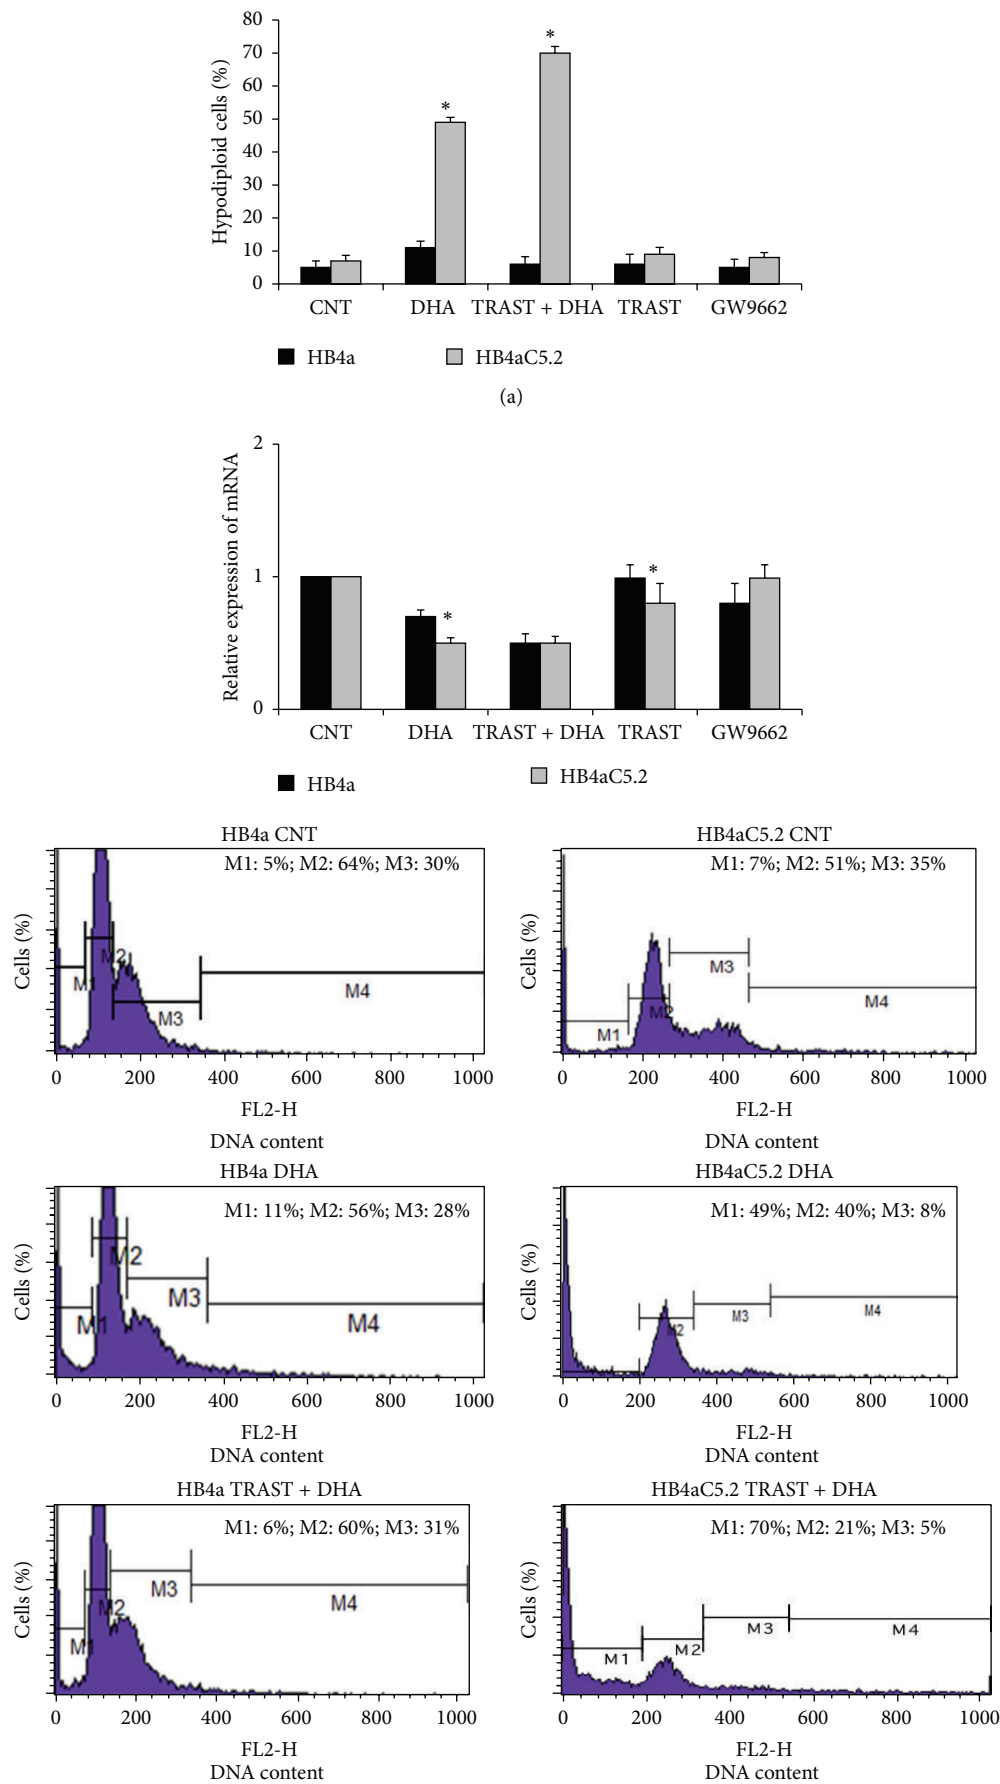 80
70
60
50
40
30
20
10
0
Hypodiploid cells (%)
*
*
CNT DHA TRAST + DHA TRAST GW9662
HB4a HB4aC5.2
(a)
2
1
0
Relative expression of mRNA
*
*
CNT DHA TRAST + DHA TRAST GW9662
HB4a HB4aC5.2
HB4a CNT
M1: 5%; M2: 64%; M3: 30%
Cells (%)
M1 M2 M3 M4
0 200 400 600 800 1000
FL2-H
DNA content
HB4aC5.2 CNT
M1: 7%; M2: 51%; M3: 35%
Cells (%)
M1 M2 M3 M4
0 200 400 600 800 1000
FL2-H
DNA content
HB4a DHA
M1: 11%; M2: 56%; M3: 28%
Cells (%)
M1 M2 M3 M4
0 200 400 600 800 1000
FL2-H
DNA content
HB4aC5.2 DHA
M1: 49%; M2: 40%; M3: 8%
Cells (%)
M2 M3 M4
0 200 400 600 800 1000
FL2-H
DNA content
HB4a TRAST + DHA
M1: 6%; M2: 60%; M3: 31%
Cells (%)
M1 M2 M3 M4
0 200 400 600 800 1000
FL2-H
DNA content
HB4aC5.2 TRAST + DHA
M1: 70%; M2: 21%; M3: 5%
Cells (%)
M1 M2 M3 M4
0 200 400 600 800 1000
FL2-H
DNA content